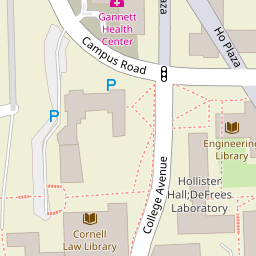 Gannett
Health
Center
Ho Plaza
Campus Road
P
P
Engineering
Library
College Avenue
Hollister
Hall;DeFrees
Laboratory
Cornell
Law Library